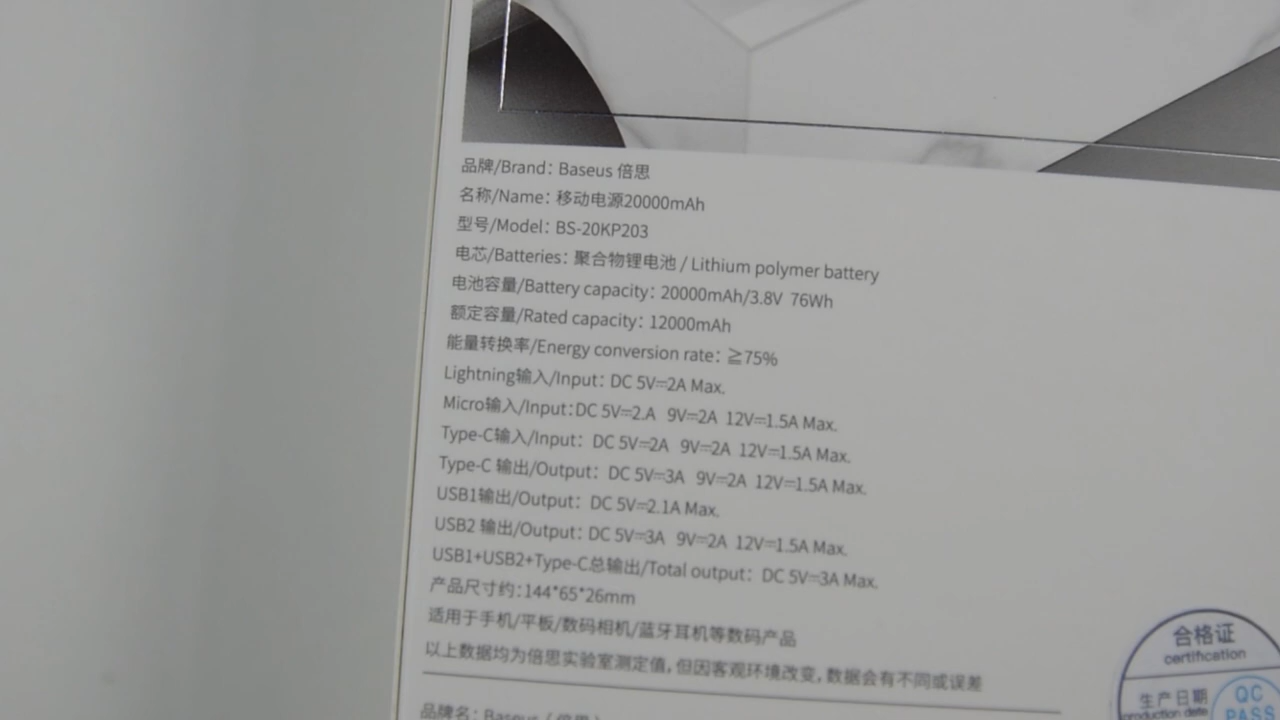 品牌/Brand：Baseus 倍思
名称/Name：移动电源20000mAh
型号/Model：BS-20KP203
电芯/Batteries：聚合物锂电池 / Lithium polymer battery
电池容量/Battery capacity：20000mAh/3.8V 76Wh
额定容量/Rated capacity：12000mAh
能量转换率/Energy conversion rate：≧75%
Lightning输入/Input：DC 5V⎓2A Max.
Micro输入/Input：DC 5V⎓2.A 9V⎓2A 12V⎓1.5A Max.
Type-C输入/Input：DC 5V⎓2A 9V⎓2A 12V⎓1.5A Max.
Type-C 输出/Output：DC 5V⎓3A 9V⎓2A 12V⎓1.5A Max.
USB1输出/Output：DC 5V⎓2.1A Max.
USB2 输出/Output：DC 5V⎓3A 9V⎓2A 12V⎓1.5A Max.
USB1+USB2+Type-C总输出/Total output：DC 5V⎓3A Max.
产品尺寸约：144*65*26mm
适用于手机/平板/数码相机/蓝牙耳机等数码产品
以上数据均为倍思实验室测定值，但因客观环境改变，数据会有不同或误差
品牌名：Baseus（倍思）
合格证
certification
生产日期
production date
QC
PASS